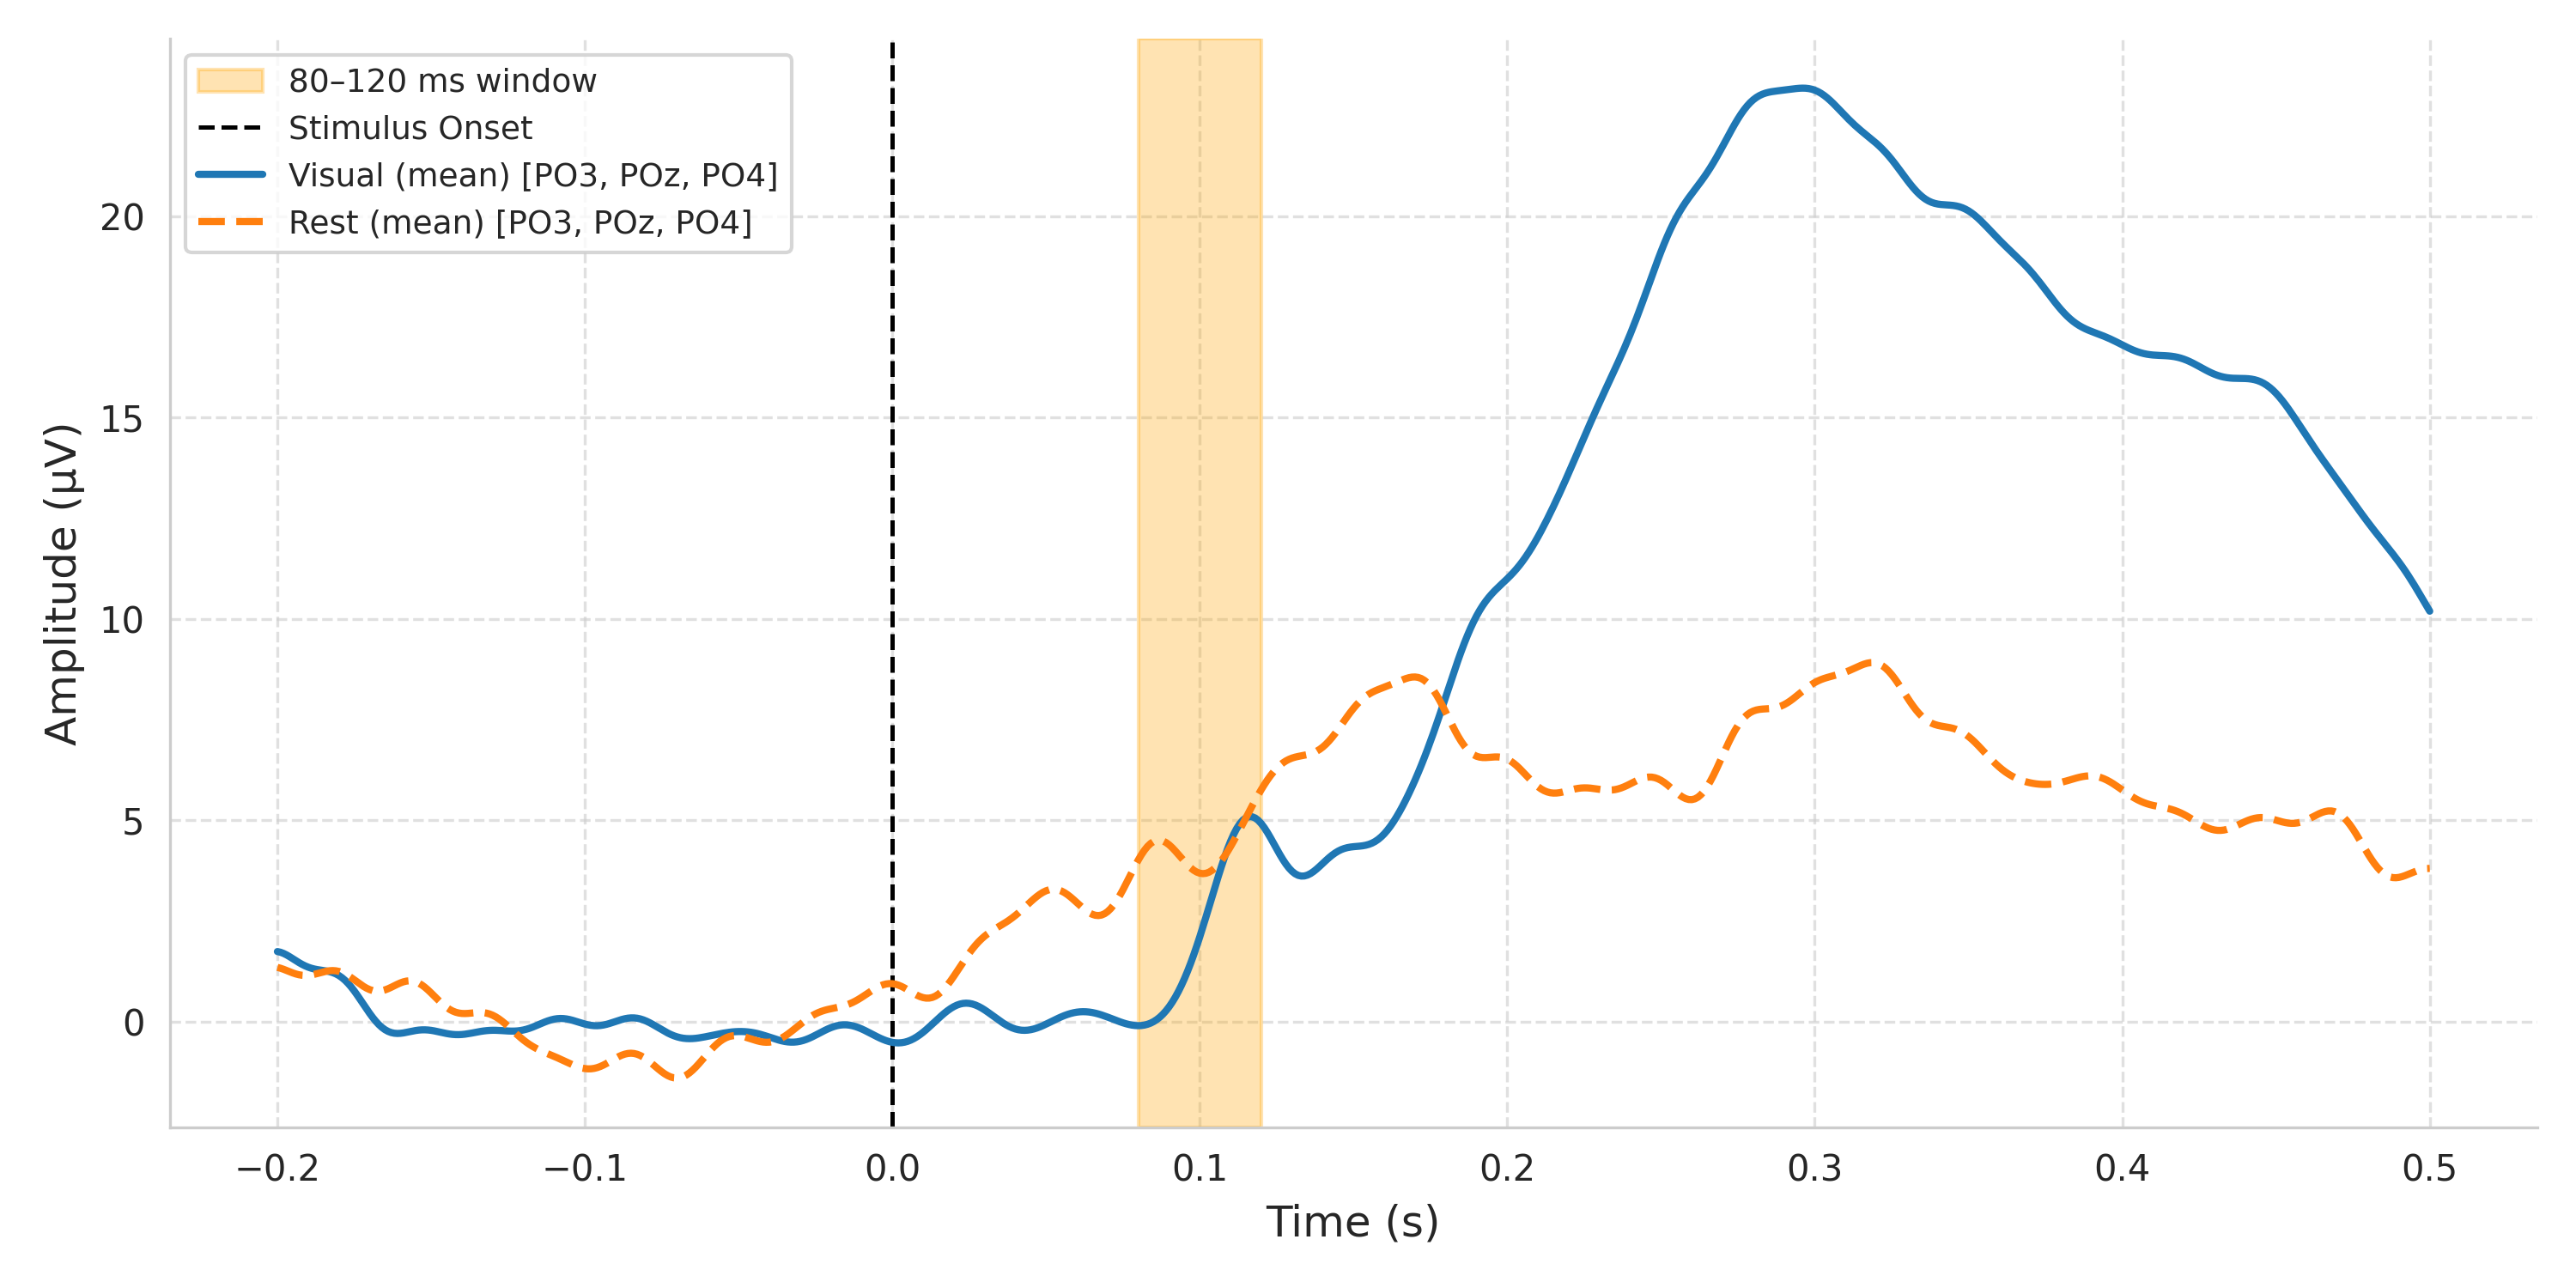 80–120 ms window
Stimulus Onset
Visual (mean) [PO3, POz, PO4]
Rest (mean) [PO3, POz, PO4]
Amplitude (µV)
20
15
10
5
0
−0.2 −0.1 0.0 0.1 0.2 0.3 0.4 0.5
Time (s)